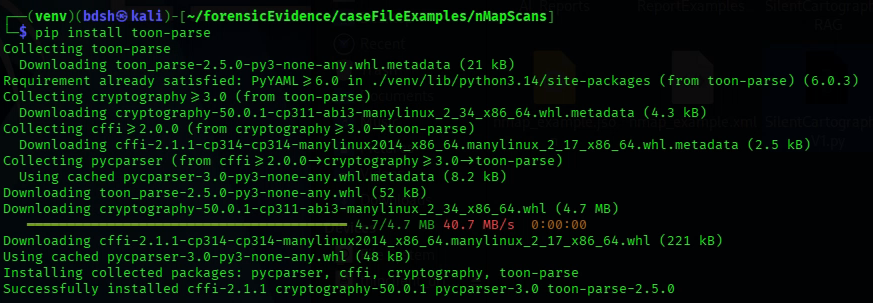 (venv)(bdsh㉿kali)-[~/forensicEvidence/caseFileExamples/nMapScans]
$ pip install toon-parse
Collecting toon-parse
Downloading toon_parse-2.5.0-py3-none-any.whl.metadata (21 kB)
Requirement already satisfied: PyYAML>=6.0 in ./venv/lib/python3.14/site-packages (from toon-parse) (6.0.3)
Collecting cryptography>=3.0 (from toon-parse)
Downloading cryptography-50.0.1-cp311-abi3-manylinux_2_34_x86_64.whl.metadata (4.3 kB)
Collecting cffi>=2.0.0 (from cryptography>=3.0->toon-parse)
Downloading cffi-2.1.1-cp314-cp314-manylinux2014_x86_64.manylinux_2_17_x86_64.whl.metadata (2.5 kB)
Collecting pycparser (from cffi>=2.0.0->cryptography>=3.0->toon-parse)
Using cached pycparser-3.0-py3-none-any.whl.metadata (8.2 kB)
Downloading toon_parse-2.5.0-py3-none-any.whl (52 kB)
Downloading cryptography-50.0.1-cp311-abi3-manylinux_2_34_x86_64.whl (4.7 MB)
4.7/4.7 MB 40.7 MB/s 0:00:00
Downloading cffi-2.1.1-cp314-cp314-manylinux2014_x86_64.manylinux_2_17_x86_64.whl (221 kB)
Using cached pycparser-3.0-py3-none-any.whl (48 kB)
Installing collected packages: pycparser, cffi, cryptography, toon-parse
Successfully installed cffi-2.1.1 cryptography-50.0.1 pycparser-3.0 toon-parse-2.5.0